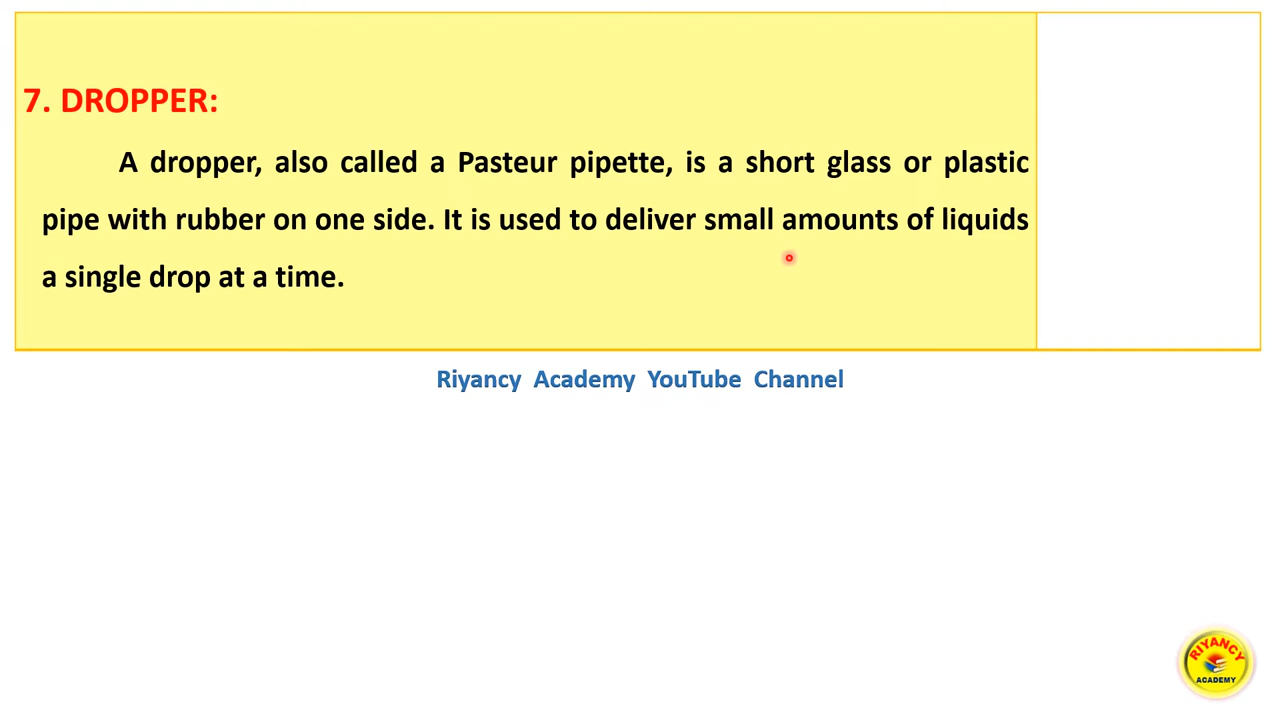 7. DROPPER:
A dropper, also called a Pasteur pipette, is a short glass or plastic
pipe with rubber on one side. It is used to deliver small amounts of liquids
a single drop at a time.
Riyancy Academy YouTube Channel
RIYANCY
ACADEMY